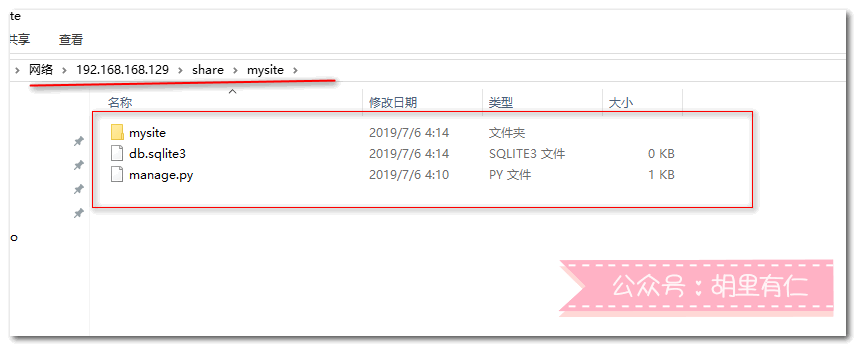 te
共享 查看
网络 192.168.168.129 share mysite
名称 修改日期 类型 大小
mysite 2019/7/6 4:14 文件夹
db.sqlite3 2019/7/6 4:14 SQLITE3 文件 0 KB
manage.py 2019/7/6 4:10 PY 文件 1 KB
o
公众号：胡里有仁